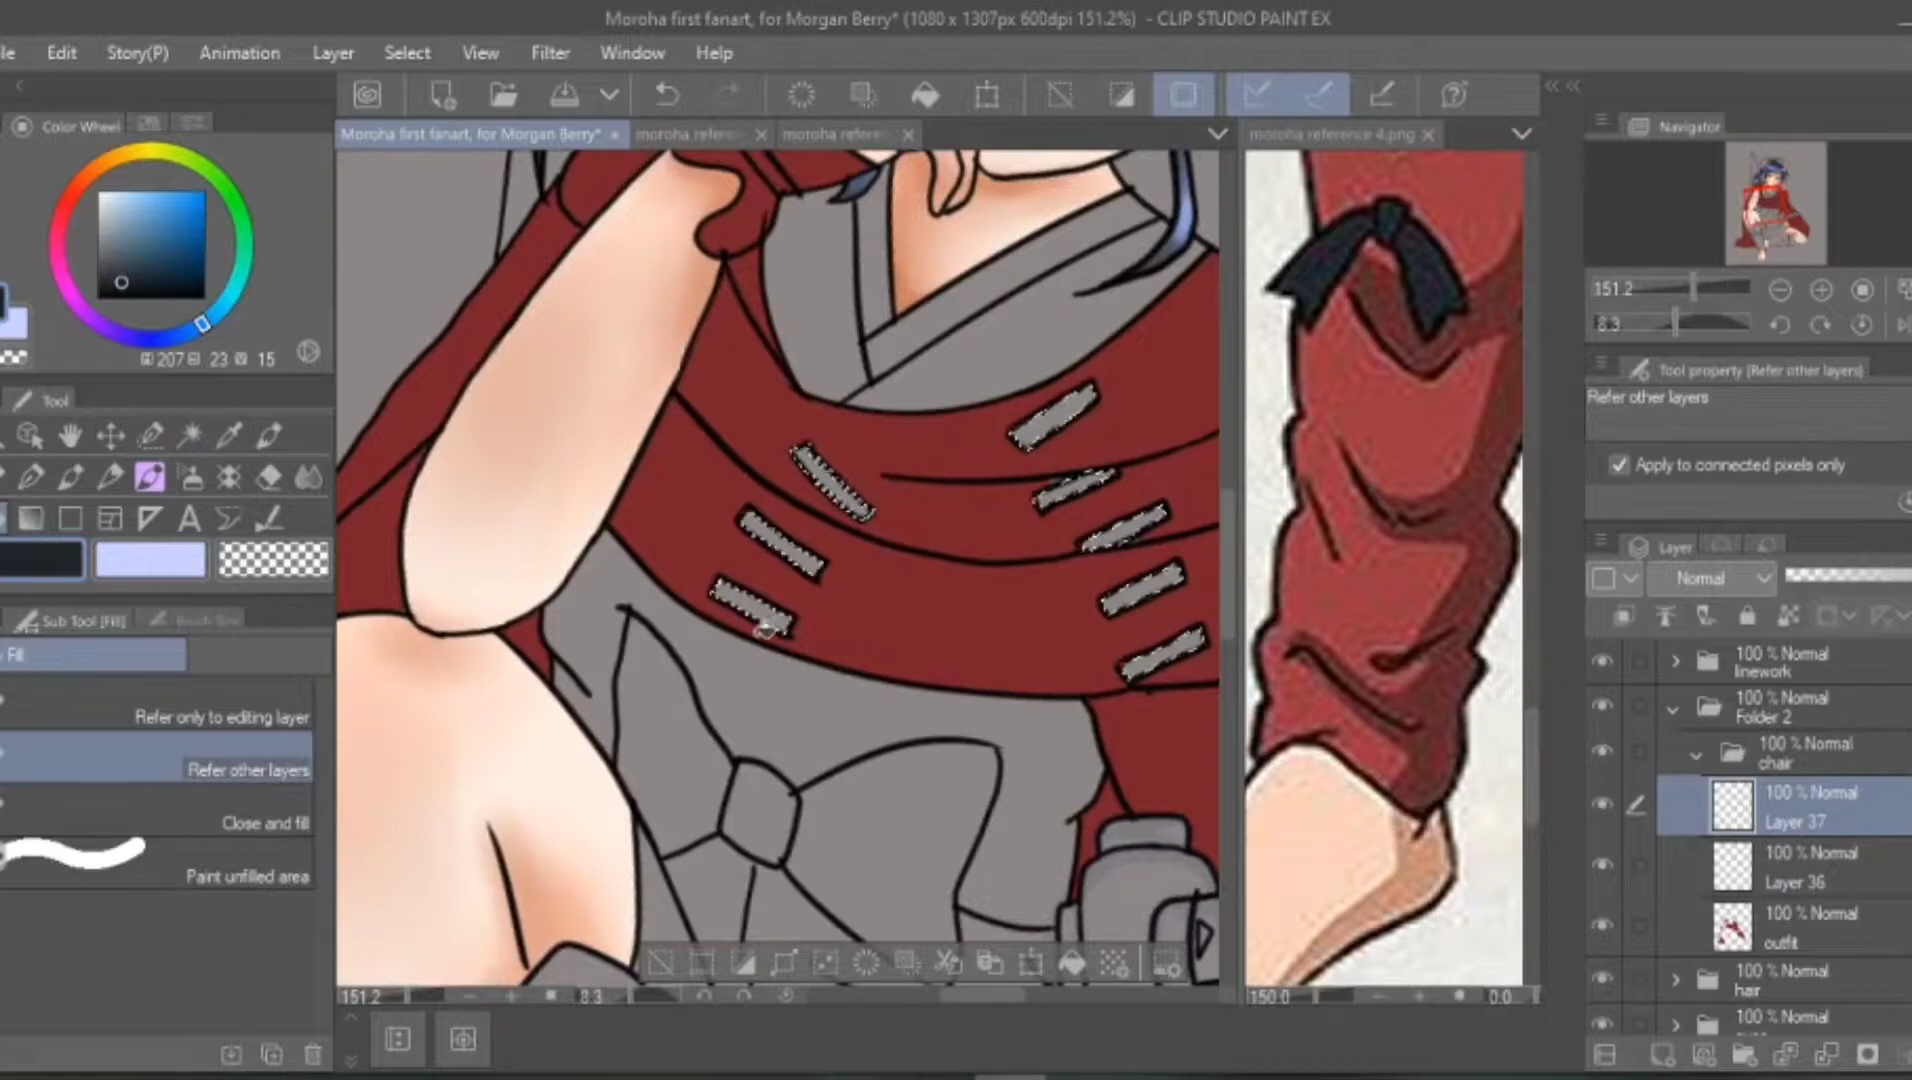 Moroha first fanart, for Morgan Berry* (1080 x 1307px 600dpi 151.2%) - CLIP STUDIO PAINT EX
le Edit Story(P) Animation Layer Select View Filter Window Help
Color Wheel
Moroha first fanart, for Morgan Berry*
moroha refere
moroha referen
moroha reference 4.png
Navigator
151.2
8.3
207 23 15
Tool property [Refer other layers]
Refer other layers
Apply to connected pixels only
Tool
A
Sub Tool [Fill]
Fill
Refer only to editing layer
Refer other layers
Close and fill
Paint unfilled area
Layer
Normal
100 % Normal
linework
100 % Normal
Folder 2
100 % Normal
chair
100 % Normal
Layer 37
100 % Normal
Layer 36
100 % Normal
outfit
100 % Normal
hair
100 % Normal
151.2 8.3
150.0 0.0